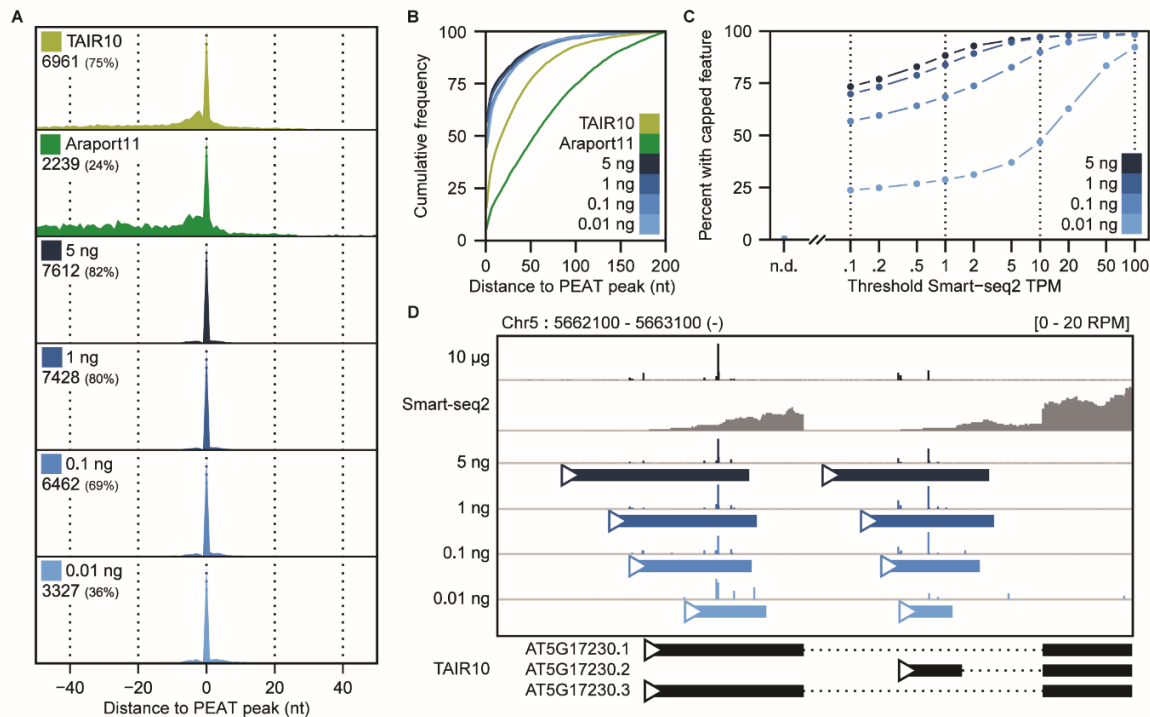 A
TAIR10
6961 (75%)
Araport11
2239 (24%)
5 ng
7612 (82%)
1 ng
7428 (80%)
0.1 ng
6462 (69%)
0.01 ng
3327 (36%)
−40 −20 0 20 40
Distance to PEAT peak (nt)
B
Cumulative frequency
100
75
50
25
0
TAIR10
Araport11
5 ng
1 ng
0.1 ng
0.01 ng
0 50 100 150 200
Distance to PEAT peak (nt)
C
Percent with capped feature
100
75
50
25
0
5 ng
1 ng
0.1 ng
0.01 ng
n.d. .1 .2 .5 1 2 5 10 20 50 100
Threshold Smart−seq2 TPM
D
Chr5 : 5662100 - 5663100 (-) [0 - 20 RPM]
10 µg
Smart-seq2
5 ng
1 ng
0.1 ng
0.01 ng
TAIR10
AT5G17230.1
AT5G17230.2
AT5G17230.3